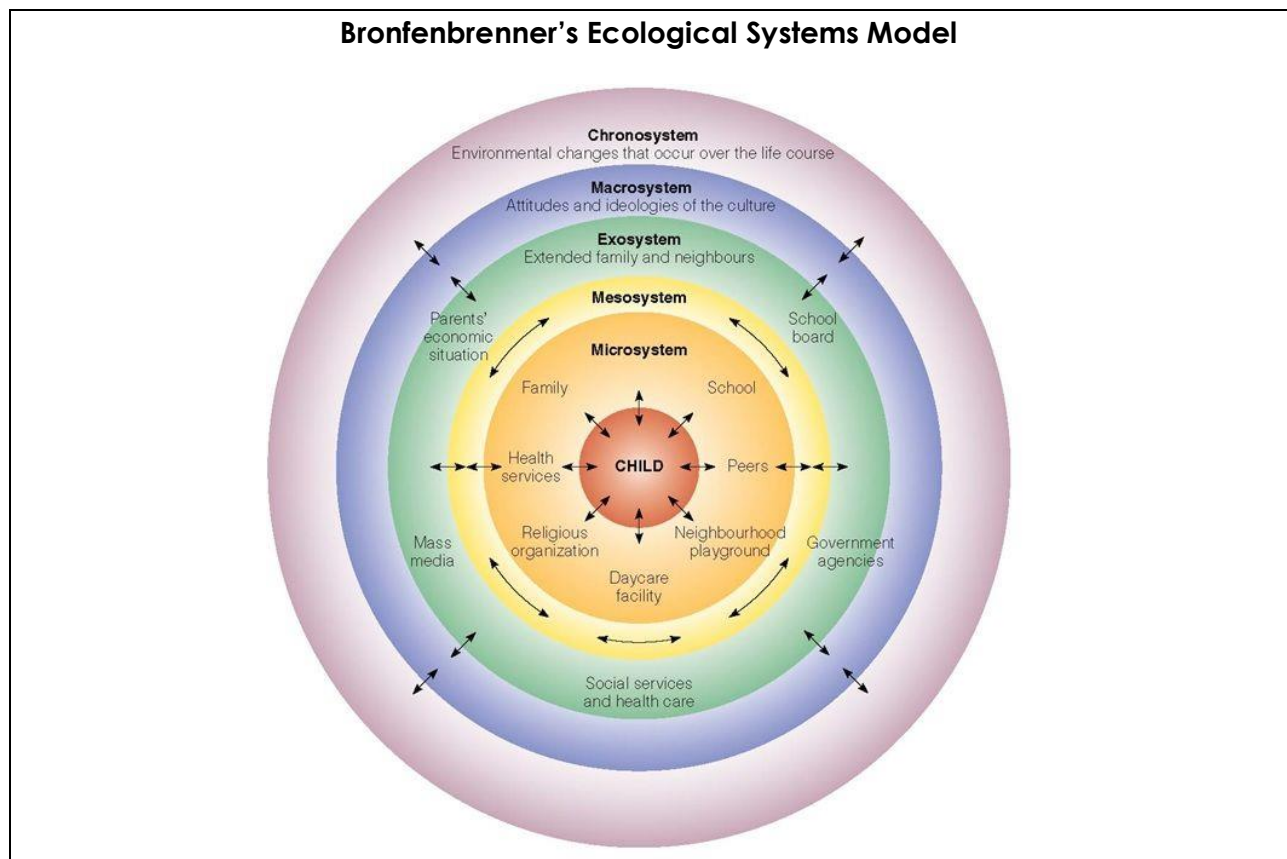 Bronfenbrenner’s Ecological Systems Model
Chronosystem
Environmental changes that occur over the life course
Macrosystem
Attitudes and ideologies of the culture
Exosystem
Extended family and neighbours
Mesosystem
Parents’
economic
situation
School
board
Microsystem
Family
School
Health
services
CHILD
Peers
Religious
organization
Neighbourhood
playground
Mass
media
Government
agencies
Daycare
facility
Social services
and health care